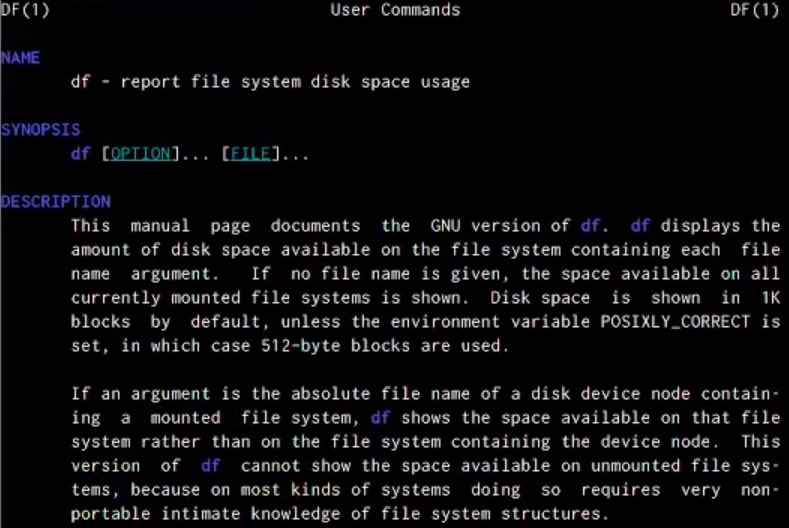 DF(1) User Commands DF(1)
NAME
df - report file system disk space usage
SYNOPSIS
df [OPTION]... [FILE]...
DESCRIPTION
This manual page documents the GNU version of df. df displays the
amount of disk space available on the file system containing each file
name argument. If no file name is given, the space available on all
currently mounted file systems is shown. Disk space is shown in 1K
blocks by default, unless the environment variable POSIXLY_CORRECT is
set, in which case 512-byte blocks are used.
If an argument is the absolute file name of a disk device node contain-
ing a mounted file system, df shows the space available on that file
system rather than on the file system containing the device node. This
version of df cannot show the space available on unmounted file sys-
tems, because on most kinds of systems doing so requires very non-
portable intimate knowledge of file system structures.